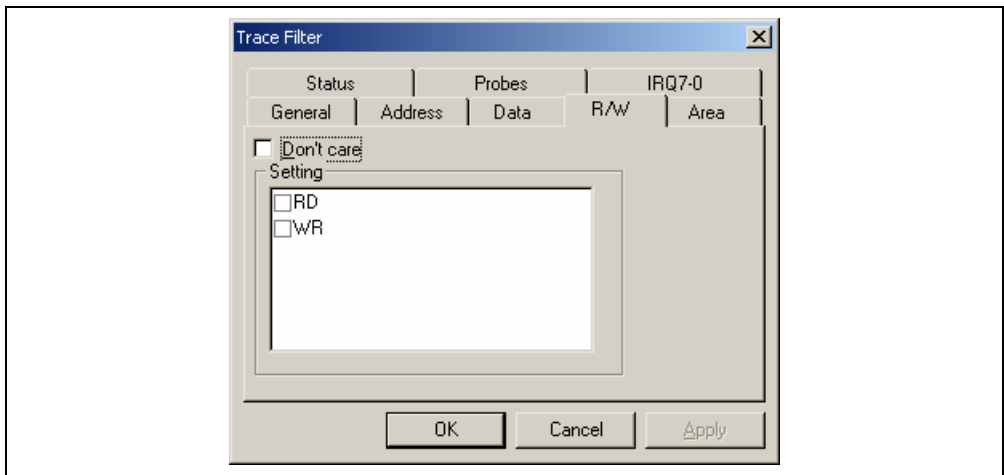 Trace Filter
Status Probes IRQ7-0
General Address Data R/W Area
Don't care
Setting
RD
WR
OK Cancel Apply